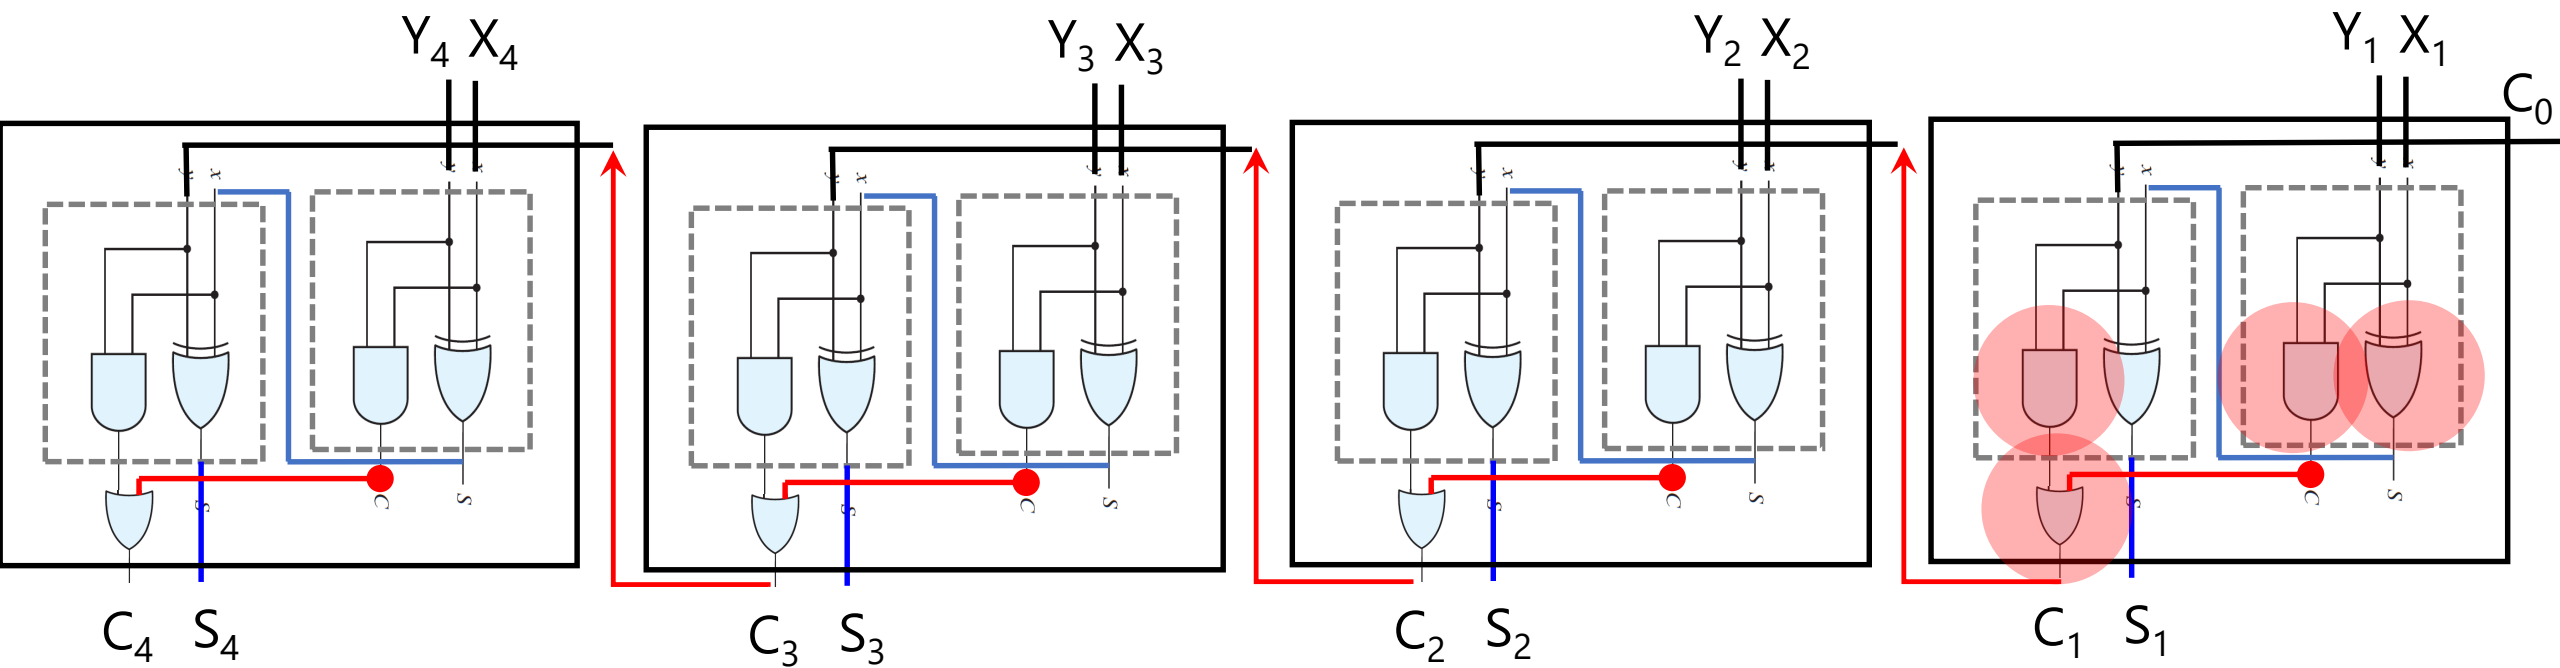 Y4 X4
Y3 X3
Y2 X2
Y1 X1
C0
y x y x
y x y x
y x y x
y x y x
S C S
S C S
S C S
S C S
C4 S4
C3 S3
C2 S2
C1 S1